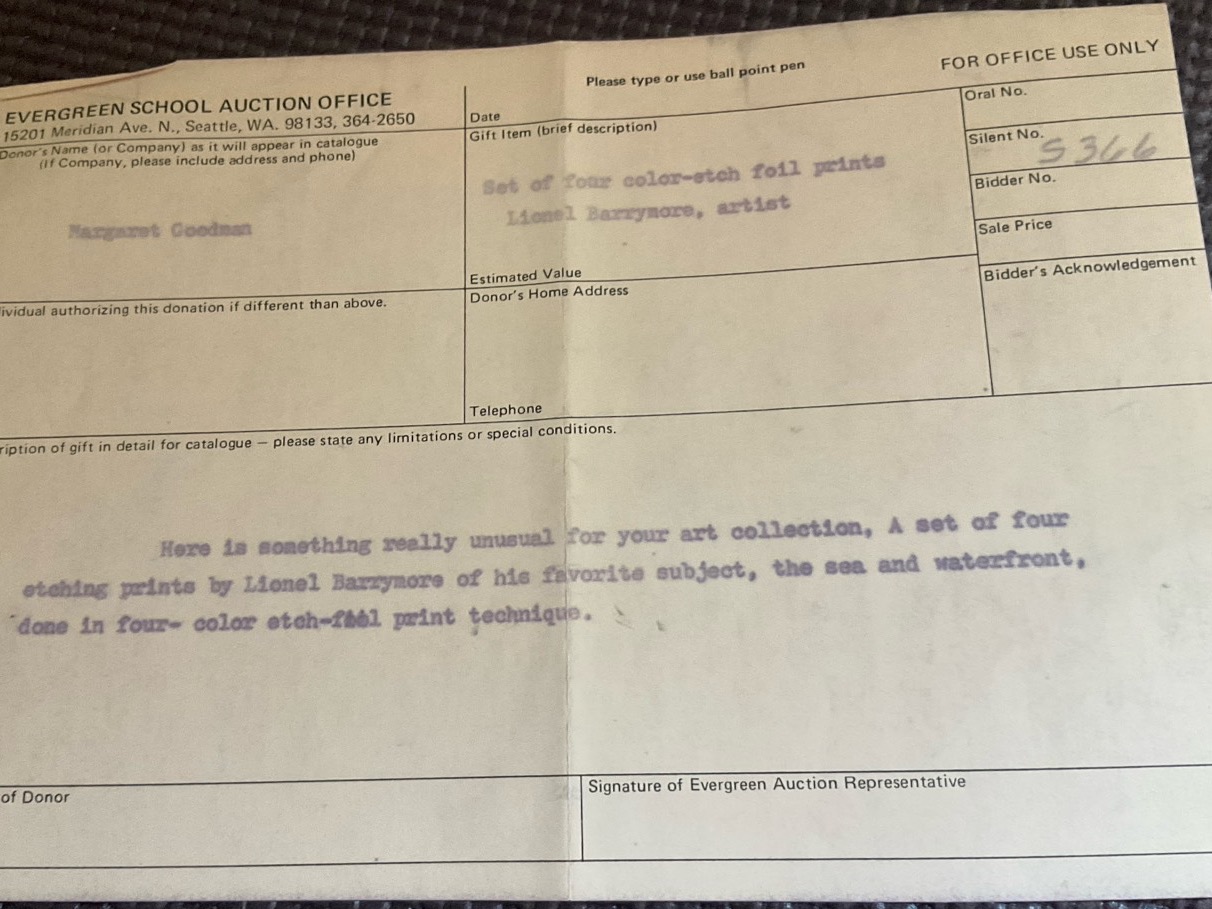 Please type or use ball point pen
FOR OFFICE USE ONLY
EVERGREEN SCHOOL AUCTION OFFICE
15201 Meridian Ave. N., Seattle, WA. 98133, 364-2650
Donor's Name (or Company) as it will appear in catalogue
(If Company, please include address and phone)
Margaret Goodman
Date
Gift Item (brief description)
Set of four color-etch foil prints
Lionel Barrymore, artist
Estimated Value
Oral No.
Silent No. S366
Bidder No.
Sale Price
Bidder's Acknowledgement
ividual authorizing this donation if different than above.
Donor's Home Address
Telephone
ription of gift in detail for catalogue — please state any limitations or special conditions.
Here is something really unusual for your art collection, A set of four
etching prints by Lionel Barrymore of his favorite subject, the sea and waterfront,
done in four- color etch- print technique.
of Donor
Signature of Evergreen Auction Representative